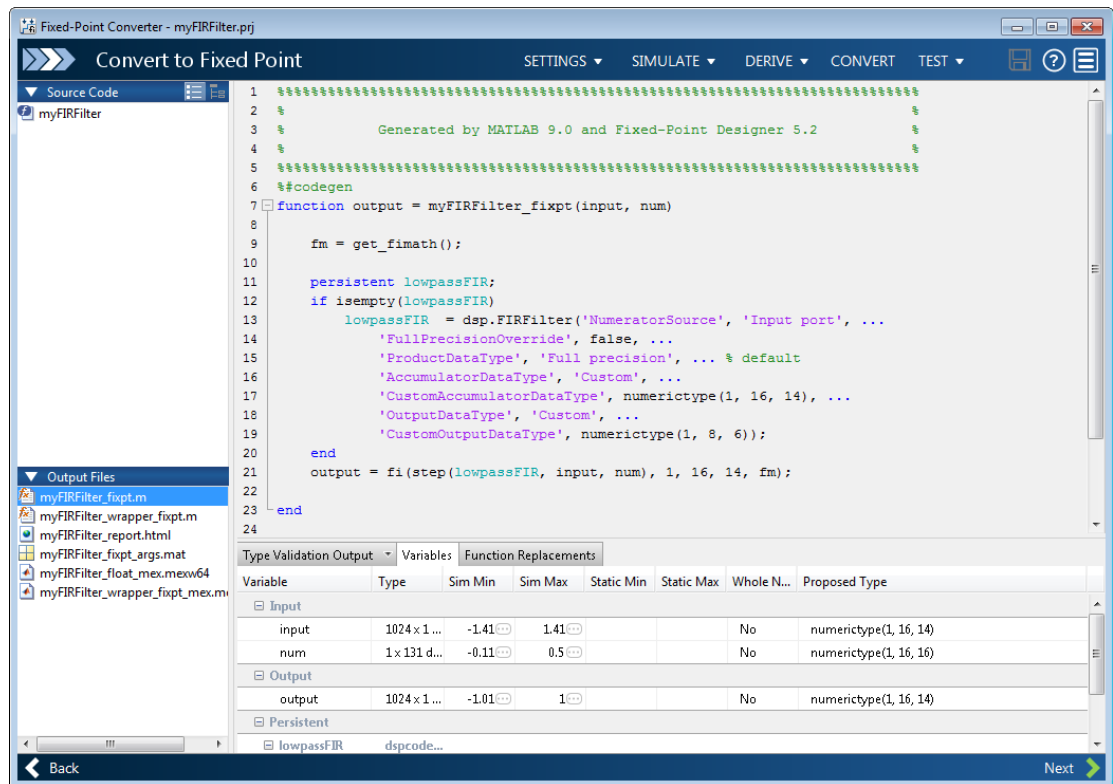 Fixed-Point Converter - myFIRFilter.prj
Convert to Fixed Point
SETTINGS ▼ SIMULATE ▼ DERIVE ▼ CONVERT TEST ▼
Source Code
myFIRFilter
1 %%%%%%%%%%%%%%%%%%%%%%%%%%%%%%%%%%%%%%%%%%%%%%%%%%%%%%%%%%%%%%%%%%%%%%%%%%
2 % %
3 % Generated by MATLAB 9.0 and Fixed-Point Designer 5.2 %
4 % %
5 %%%%%%%%%%%%%%%%%%%%%%%%%%%%%%%%%%%%%%%%%%%%%%%%%%%%%%%%%%%%%%%%%%%%%%%%%%
6 %#codegen
7 function output = myFIRFilter_fixpt(input, num)
8
9 fm = get_fimath();
10
11 persistent lowpassFIR;
12 if isempty(lowpassFIR)
13 lowpassFIR = dsp.FIRFilter('NumeratorSource', 'Input port', ...
14 'FullPrecisionOverride', false, ...
15 'ProductDataType', 'Full precision', ... % default
16 'AccumulatorDataType', 'Custom', ...
17 'CustomAccumulatorDataType', numerictype(1, 16, 14), ...
18 'OutputDataType', 'Custom', ...
19 'CustomOutputDataType', numerictype(1, 8, 6));
20 end
21 output = fi(step(lowpassFIR, input, num), 1, 16, 14, fm);
22
23 end
24
Output Files
myFIRFilter_fixpt.m
myFIRFilter_wrapper_fixpt.m
myFIRFilter_report.html
myFIRFilter_fixpt_args.mat
myFIRFilter_float_mex.mexw64
myFIRFilter_wrapper_fixpt_mex.m
Type Validation Output Variables Function Replacements
Variable Type Sim Min Sim Max Static Min Static Max Whole N... Proposed Type
Input
input 1024 x 1 ... -1.41 1.41 No numerictype(1, 16, 14)
num 1 x 131 d... -0.11 0.5 No numerictype(1, 16, 16)
Output
output 1024 x 1 ... -1.01 1 No numerictype(1, 16, 14)
Persistent
lowpassFIR dspcode...
Back Next